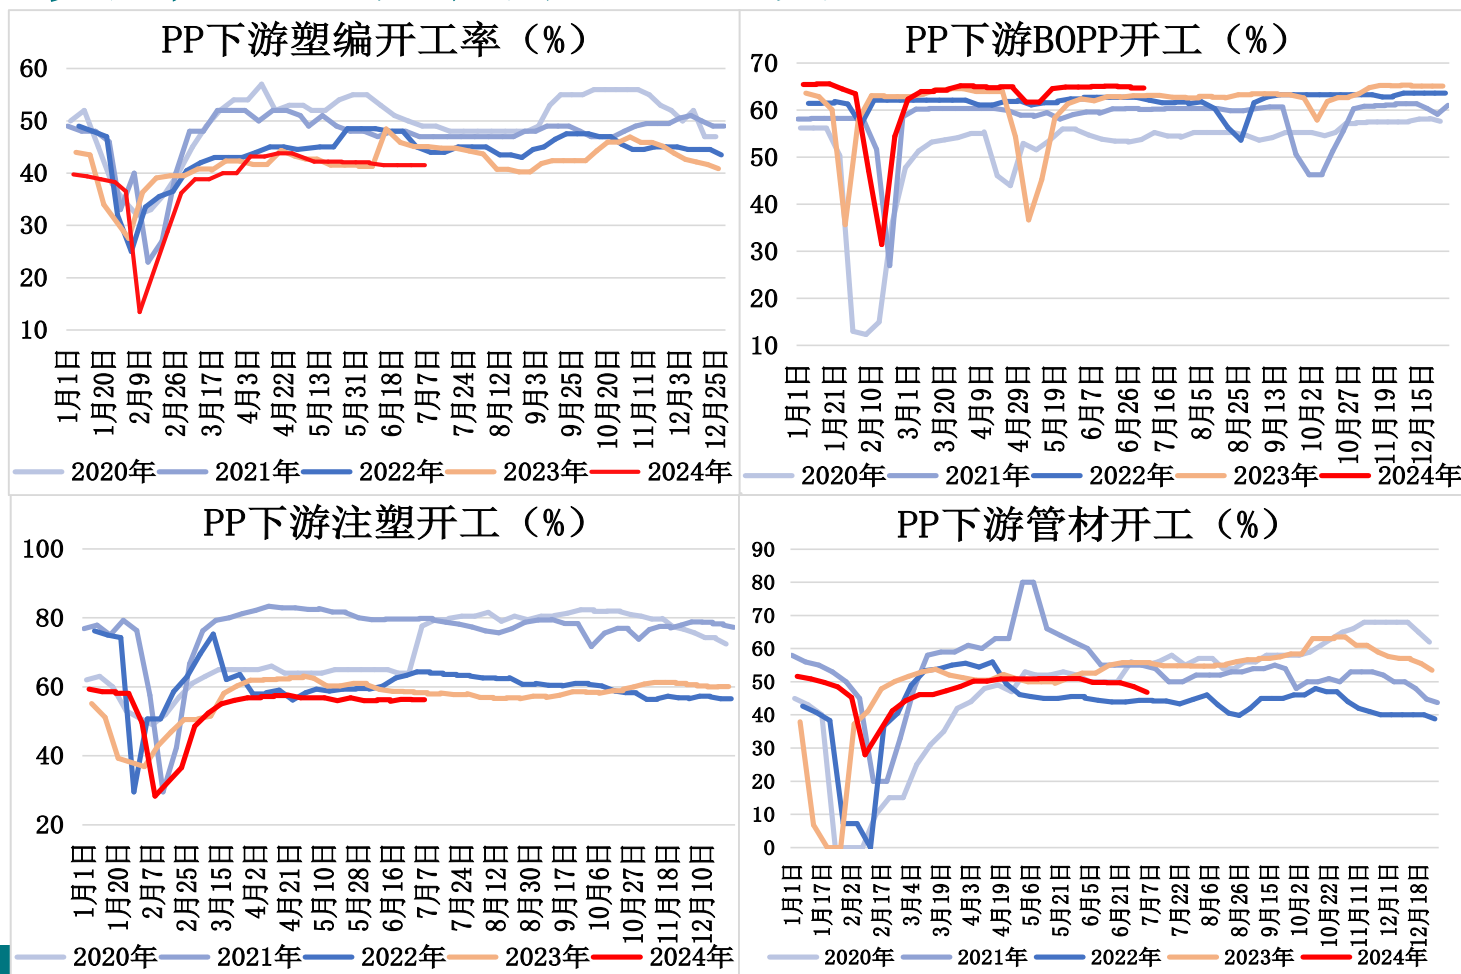 PP下游塑编开工率（%）
60
50
40
30
20
10
1月1日
1月20日
2月9日
2月26日
3月17日
4月3日
4月22日
5月13日
5月31日
6月18日
7月7日
7月24日
8月12日
9月3日
9月25日
10月20日
11月11日
12月3日
12月25日
2020年 2021年 2022年 2023年 2024年
PP下游BOPP开工（%）
70
60
50
40
30
20
10
1月1日
1月21日
2月10日
3月1日
3月20日
4月9日
4月29日
5月19日
6月7日
6月26日
7月16日
8月5日
8月25日
9月13日
10月2日
10月27日
11月19日
12月15日
2020年 2021年 2022年 2023年 2024年
PP下游注塑开工（%）
100
80
60
40
20
1月1日
1月20日
2月7日
2月25日
3月15日
4月2日
4月21日
5月10日
5月28日
6月16日
7月7日
7月24日
8月11日
8月30日
9月17日
10月6日
10月27日
11月18日
12月10日
2020年 2021年 2022年 2023年 2024年
PP下游管材开工（%）
90
80
70
60
50
40
30
20
10
0
1月1日
1月17日
2月2日
2月17日
3月4日
3月19日
4月3日
4月19日
5月6日
5月21日
6月5日
6月21日
7月7日
7月22日
8月6日
8月26日
9月15日
10月2日
10月22日
11月11日
12月1日
12月18日
2020年 2021年 2022年 2023年 2024年